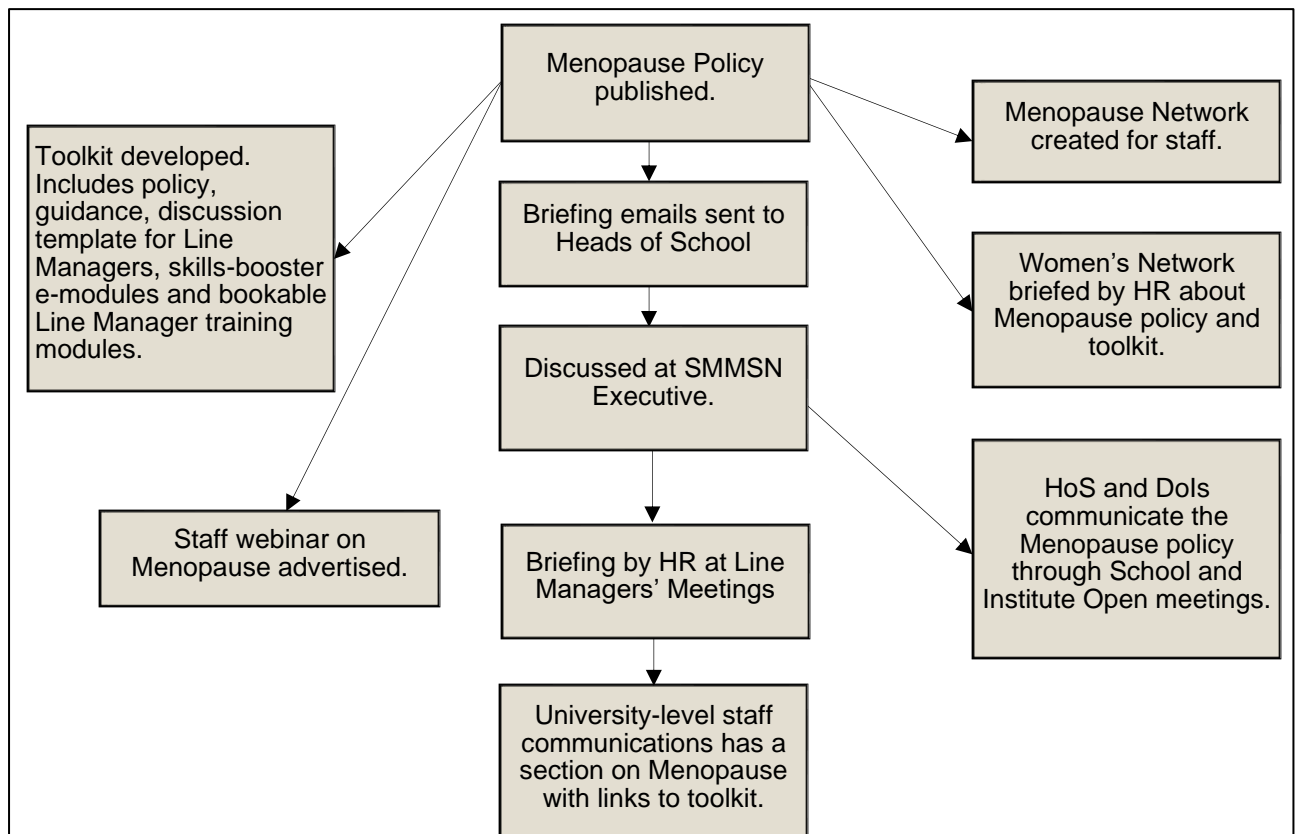 Menopause Policy
published.
Toolkit developed.
Includes policy,
guidance, discussion
template for Line
Managers, skills-booster
e-modules and bookable
Line Manager training
modules.
Staff webinar on
Menopause advertised.
Briefing emails sent to
Heads of School
Discussed at SMMSN
Executive.
Briefing by HR at Line
Managers’ Meetings
University-level staff
communications has a
section on Menopause
with links to toolkit.
Menopause Network
created for staff.
Women’s Network
briefed by HR about
Menopause policy and
toolkit.
HoS and DoIs
communicate the
Menopause policy
through School and
Institute Open meetings.